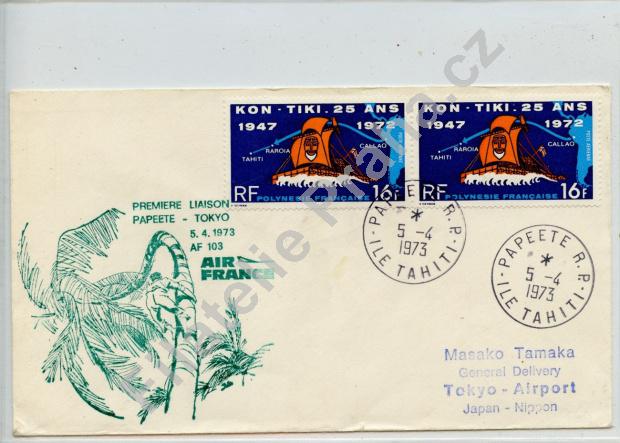 KON - TIKI. 25 ANS
1947 1972
RAROIA
TAHITI
CALLAO
RF
16F
POLYNESIE FRANÇAISE
KON - TIKI. 25 ANS
1947 1972
RAROIA
TAHITI
CALLAO
RF
16F
POLYNESIE FRANÇAISE
PREMIERE LIAISON
PAPEETE - TOKYO
5. 4. 1973
AF 103
AIR
FRANCE
PAPEETE R.P.
*
5 -4
1973
ILE TAHITI
PAPEETE R.P.
*
5 -4
1973
ILE TAHITI
Masako Tamaka
General Delivery
Tokyo - Airport
Japan - Nippon
Filatelie Praha.cz